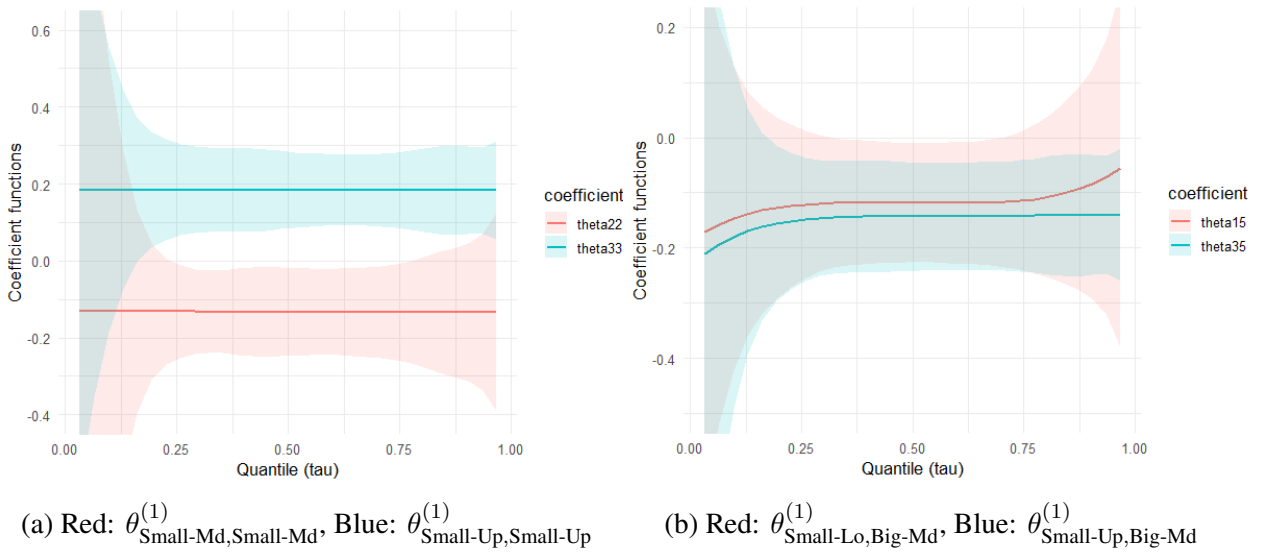 0.6
0.4
0.2
0.0
-0.2
-0.4
Coefficient functions
0.00 0.25 0.50 0.75 1.00
Quantile (tau)
coefficient
theta22
theta33
0.2
0.0
-0.2
-0.4
Coefficient functions
0.00 0.25 0.50 0.75 1.00
Quantile (tau)
coefficient
theta15
theta35
(a) Red: θ^{(1)}_{Small-Md,Small-Md}, Blue: θ^{(1)}_{Small-Up,Small-Up}
(b) Red: θ^{(1)}_{Small-Lo,Big-Md}, Blue: θ^{(1)}_{Small-Up,Big-Md}